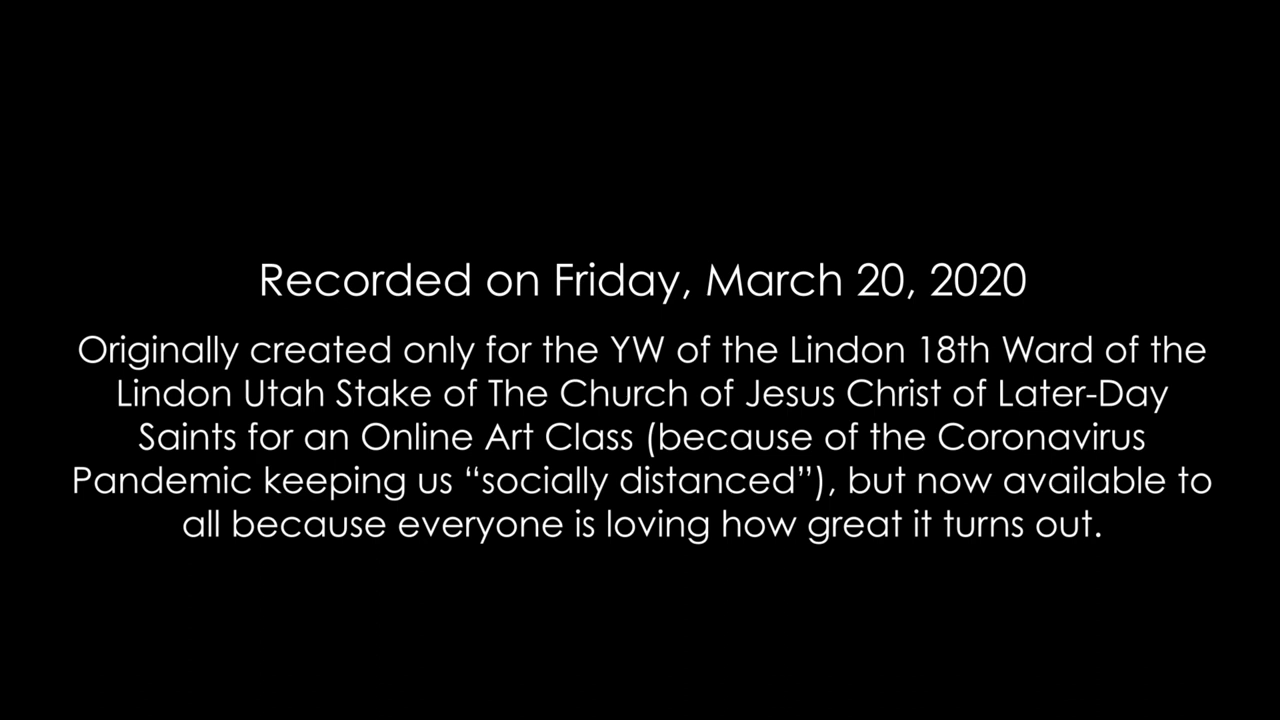 Recorded on Friday, March 20, 2020
Originally created only for the YW of the Lindon 18th Ward of the
Lindon Utah Stake of The Church of Jesus Christ of Later-Day
Saints for an Online Art Class (because of the Coronavirus
Pandemic keeping us “socially distanced”), but now available to
all because everyone is loving how great it turns out.